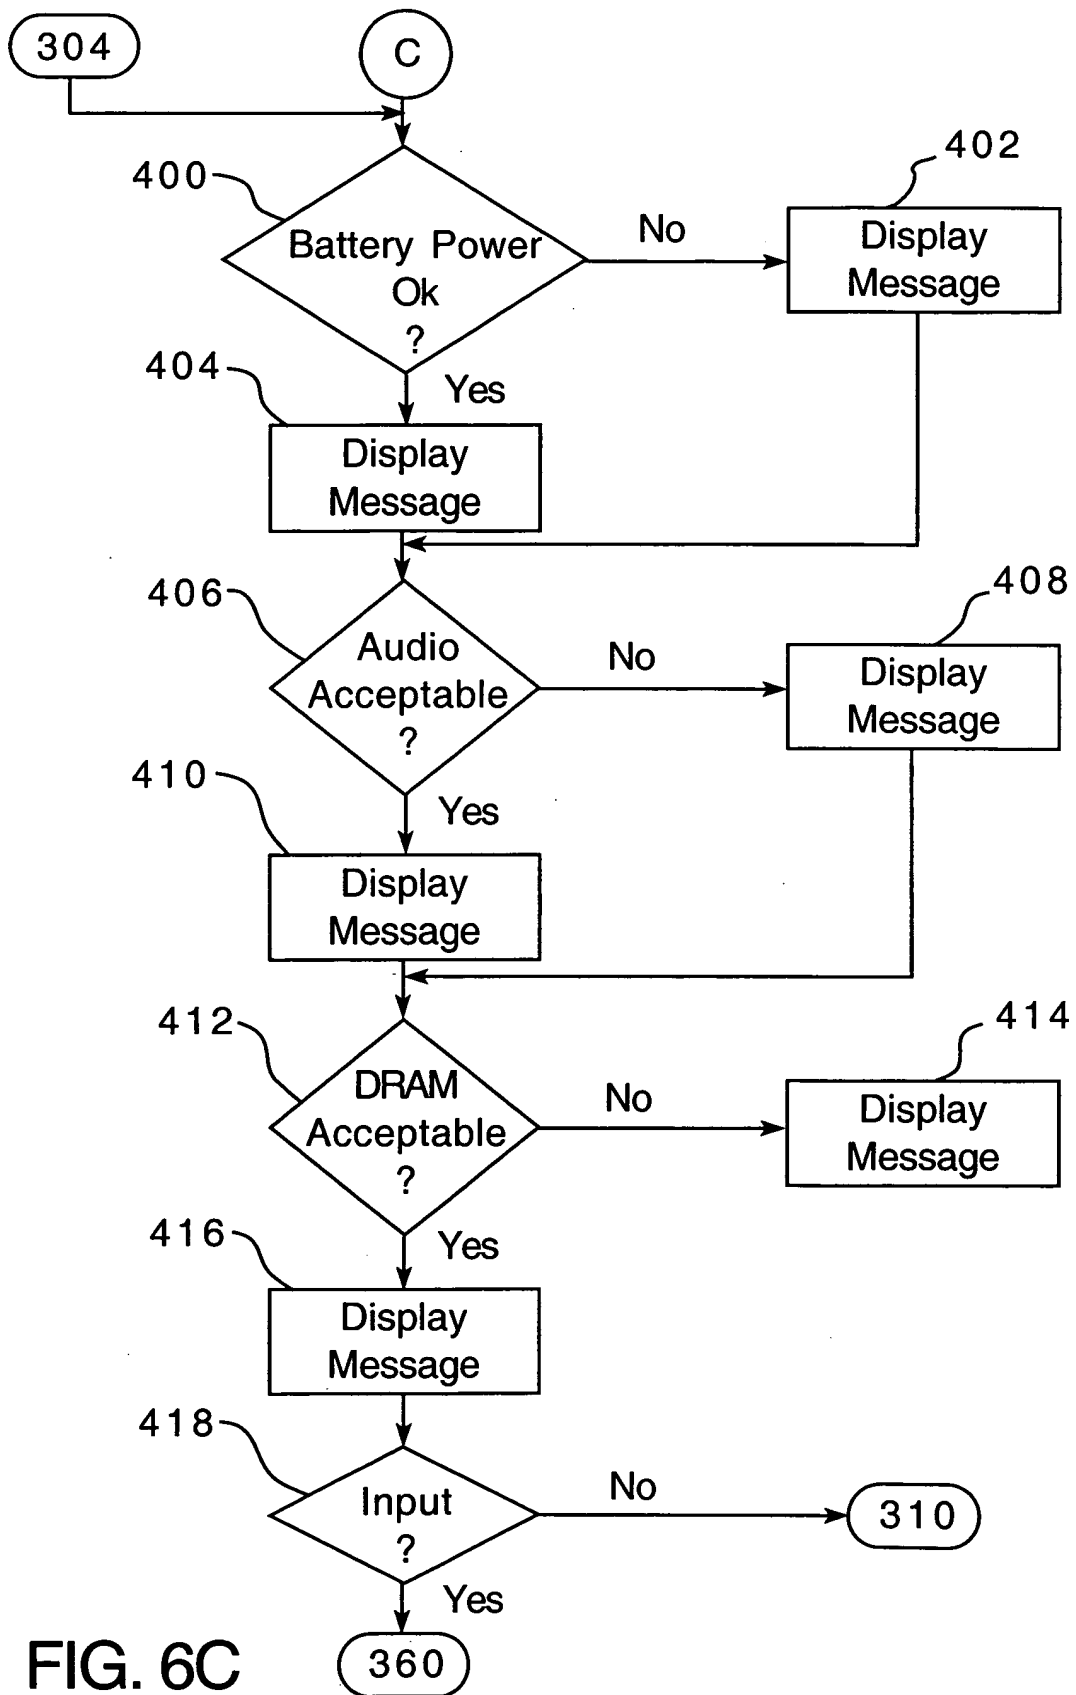 304
C
400
402
Battery Power
Ok
?
No
Display
Message
404
Yes
Display
Message
406
408
Audio
Acceptable
?
No
Display
Message
410
Yes
Display
Message
412
414
DRAM
Acceptable
?
No
Display
Message
416
Yes
Display
Message
418
Input
?
No
310
Yes
360
FIG. 6C